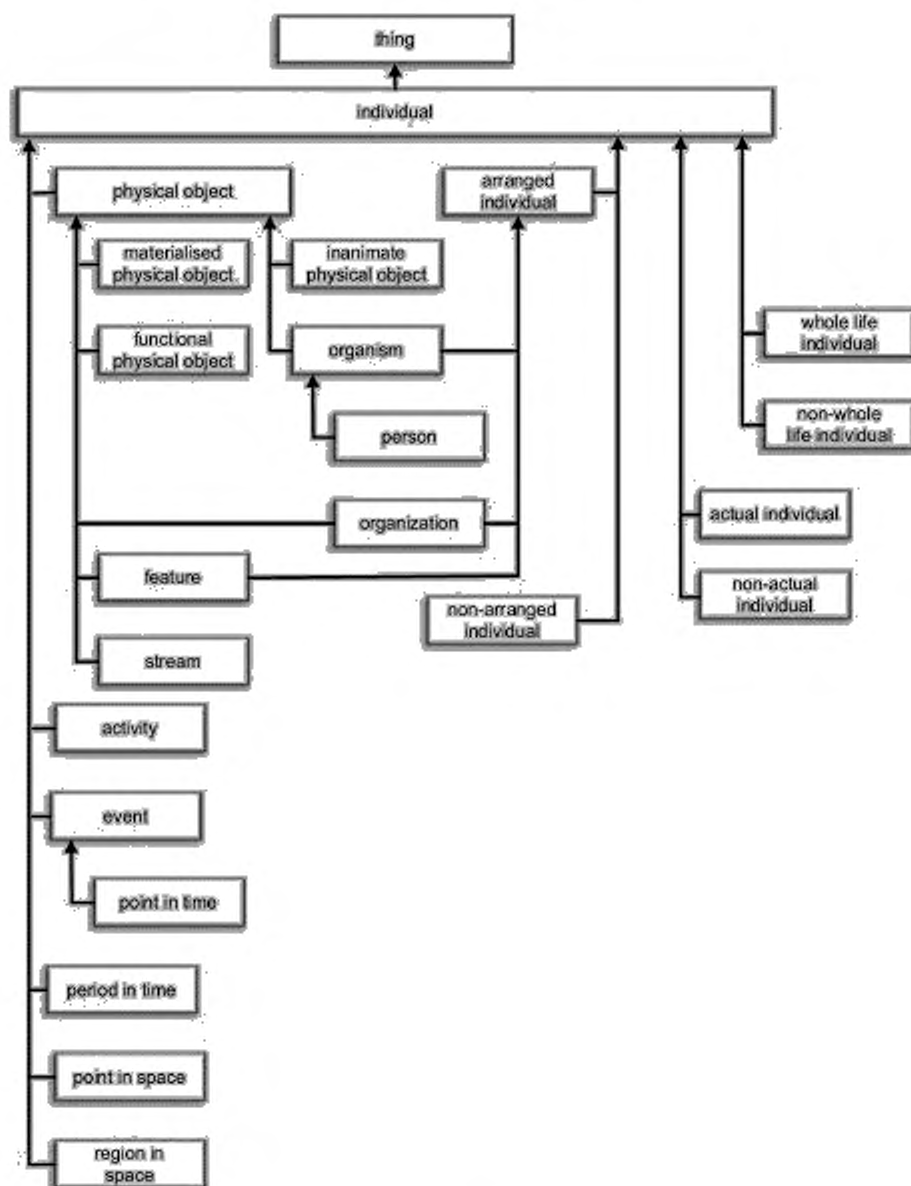 thing
individual
physical object
arranged
individual
materialised
physical object
inanimate
physical object
functional
physical object
organism
whole life
individual
person
non-whole
life individual
organization
actual individual
feature
non-actual
individual
non-arranged
individual
stream
activity
event
point in time
period in time
point in space
region in
space